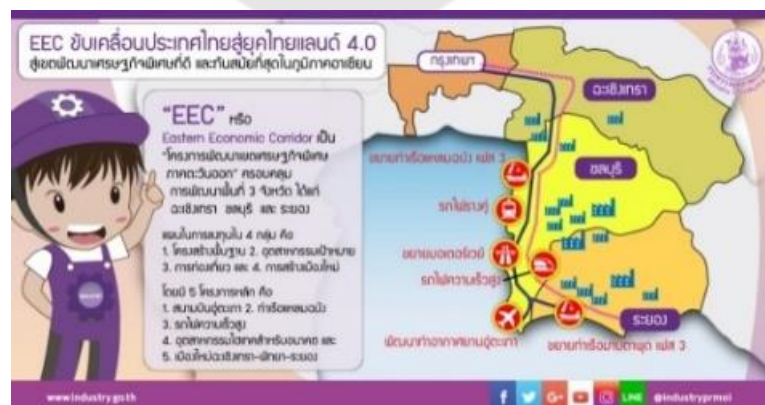 EEC ขับเคลื่อนประเทศไทยสู่ยุคไทยแลนด์ 4.0
สู่เขตพัฒนาเศรษฐกิจพิเศษที่ดี และทันสมัยที่สุดในภูมิภาคอาเซียน
"EEC" หรือ
Eastern Economic Corridor เป็น
"โครงการพัฒนาเขตเศรษฐกิจพิเศษ
ภาคตะวันออก" ครอบคลุม
การพัฒนาพื้นที่ 3 จังหวัด ได้แก่
ฉะเชิงเทรา ชลบุรี และ ระยอง
แผนในการลงทุนใน 4 กลุ่ม คือ
1. โครงสร้างพื้นฐาน 2. อุตสาหกรรมเป้าหมาย
3. การท่องเที่ยว และ 4. การสร้างเมืองใหม่
โดยมี 5 โครงการหลัก คือ
1. สนามบินอู่ตะเภา 2. ท่าเรือแหลมฉบัง
3. รถไฟความเร็วสูง
4. อุตสาหกรรมไฮเทคสำหรับอนาคต และ
5. เมืองใหม่ฉะเชิงเทรา-พัทยา-ระยอง
กรุงเทพฯ
ฉะเชิงเทรา
ขยายท่าเรือแหลมฉบัง เฟส 3
ชลบุรี
รถไฟรางคู่
ขยายมอเตอร์เวย์
รถไฟความเร็วสูง
ระยอง
พัฒนาท่าอากาศยานอู่ตะเภา
ขยายท่าเรือมาบตาพุด เฟส 3
www.industry.go.th
LINE @industryprmoi